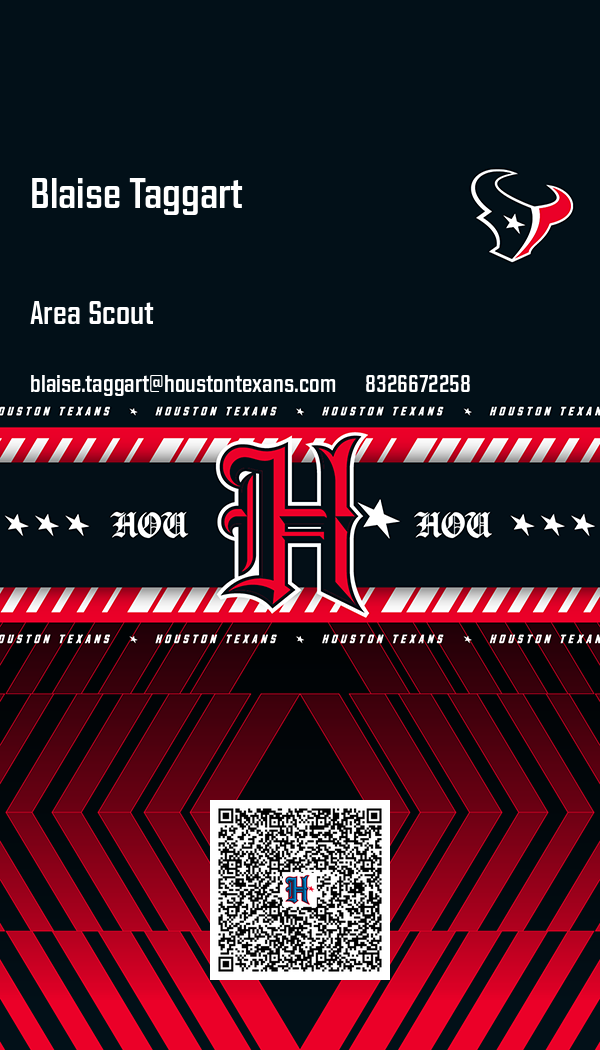 Blaise Taggart
Area Scout
blaise.taggart@houstontexans.com 8326672258
OUSTON TEXANS HOUSTON TEXANS HOUSTON TEXANS HOUSTON TEXAN
HOU H HOU
OUSTON TEXANS HOUSTON TEXANS HOUSTON TEXANS HOUSTON TEXAN
H